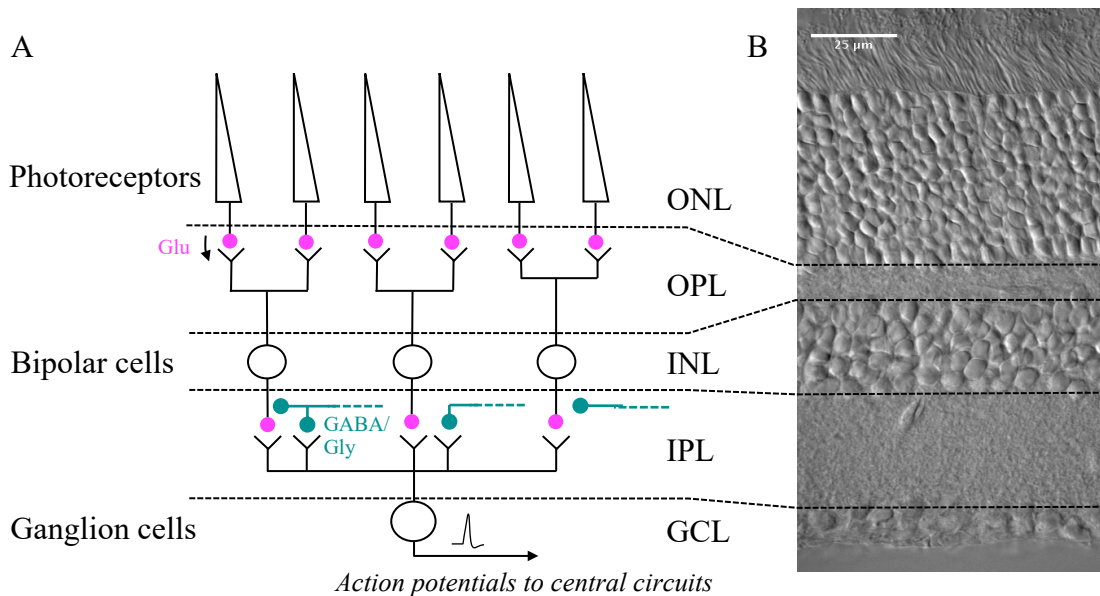 A
B
25 µm
Photoreceptors
ONL
Glu
OPL
Bipolar cells
INL
GABA/
Gly
IPL
Ganglion cells
GCL
Action potentials to central circuits